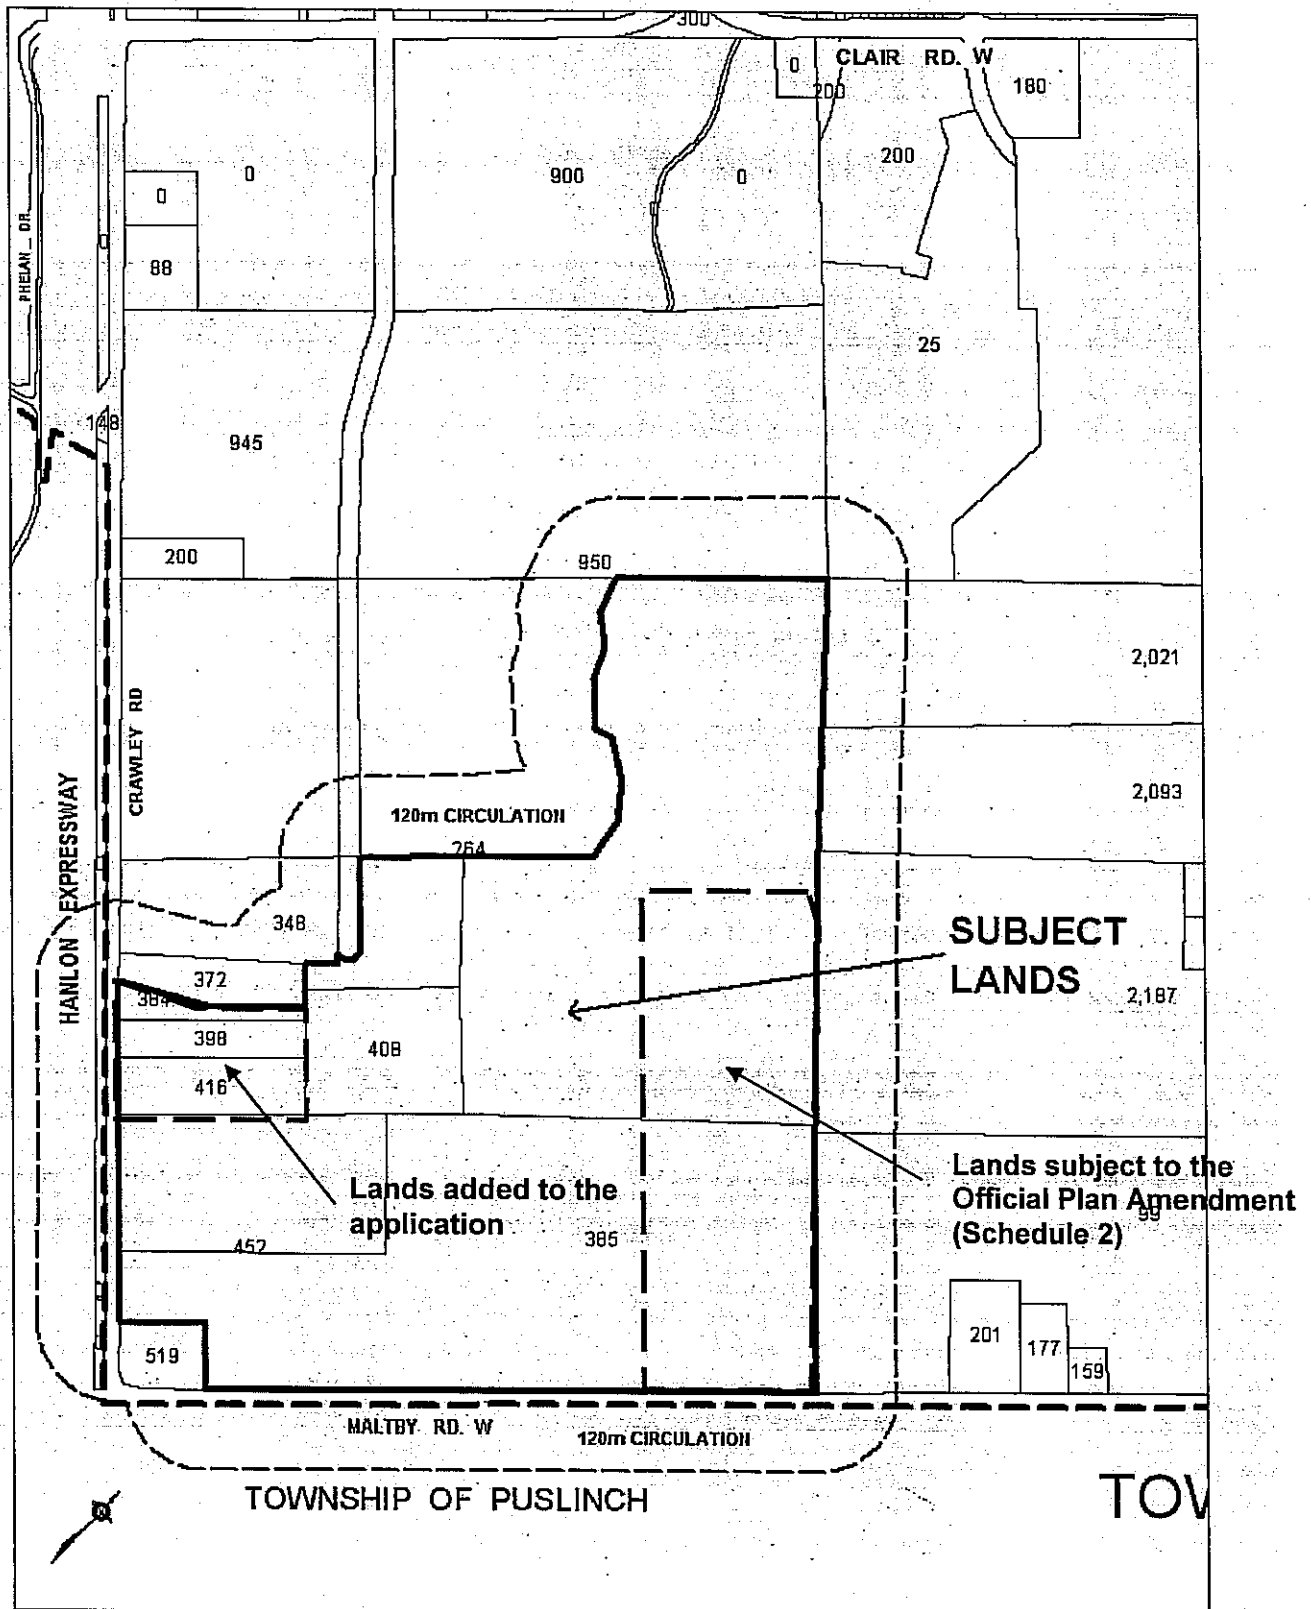 300
CLAIR RD. W
0
200
180
0
900
0
200
0
88
PHELAN DR.
25
148
945
200
950
2,021
CRAWLEY RD
HANLON EXPRESSWAY
2,093
120m CIRCULATION
264
348
SUBJECT
LANDS
372
384
2,187
398
408
416
Lands added to the
application
Lands subject to the
Official Plan Amendment
(Schedule 2)
99
385
452
519
201
177
159
MALTBY RD. W
120m CIRCULATION
TOWNSHIP OF PUSLINCH
TOW